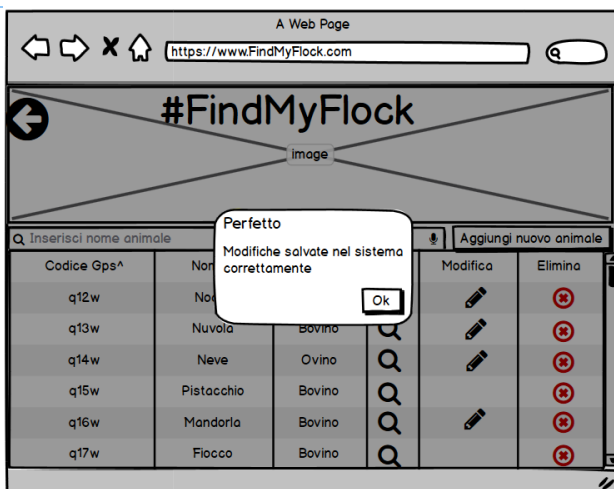 A Web Page
https://www.FindMyFlock.com
#FindMyFlock
image
Inserisci nome animale
Aggiungi nuovo animale
Perfetto
Modifiche salvate nel sistema
correttamente
Ok
Codice Gps^ Modifica Elimina
q12w
q13w Nuvola Bovino
q14w Neve Ovino
q15w Pistacchio Bovino
q16w Mandorla Bovino
q17w Fiocco Bovino